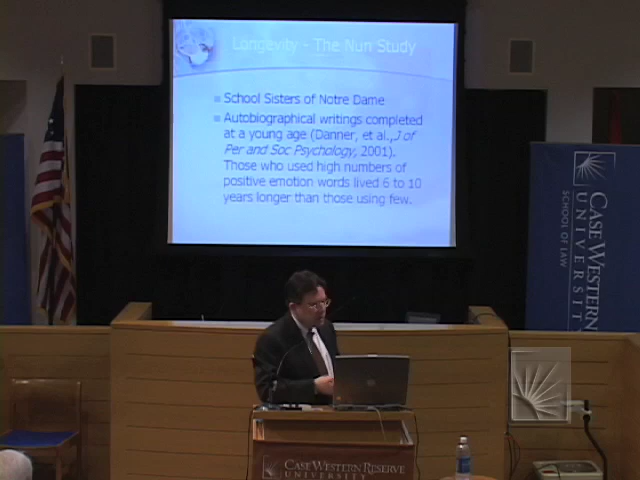 Longevity - The Nun Study
School Sisters of Notre Dame
Autobiographical writings completed
at a young age (Danner, et al., J of
Per and Soc Psychology, 2001).
Those who used high numbers of
positive emotion words lived 6 to 10
years longer than those using few.
CASE WESTERN
UNIVERSITY
SCHOOL OF LAW
CASE WESTERN RESERVE
UNIVERSITY